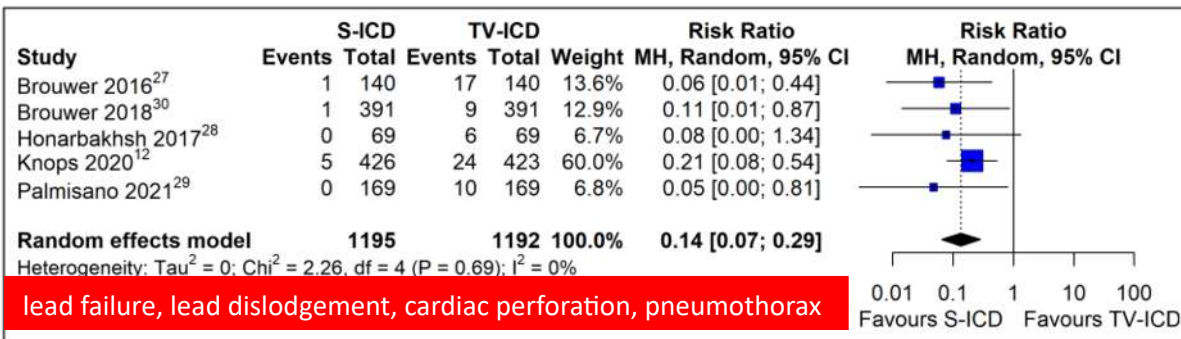 S-ICD TV-ICD Risk Ratio Risk Ratio
Study Events Total Events Total Weight MH, Random, 95% CI MH, Random, 95% CI
Brouwer 2016²⁷ 1 140 17 140 13.6% 0.06 [0.01; 0.44]
Brouwer 2018³⁰ 1 391 9 391 12.9% 0.11 [0.01; 0.87]
Honarbakhsh 2017²⁸ 0 69 6 69 6.7% 0.08 [0.00; 1.34]
Knops 2020¹² 5 426 24 423 60.0% 0.21 [0.08; 0.54]
Palmisano 2021²⁹ 0 169 10 169 6.8% 0.05 [0.00; 0.81]
Random effects model 1195 1192 100.0% 0.14 [0.07; 0.29]
Heterogeneity: Tau² = 0; Chi² = 2.26, df = 4 (P = 0.69); I² = 0%
lead failure, lead dislodgement, cardiac perforation, pneumothorax
0.01 0.1 1 10 100
Favours S-ICD Favours TV-ICD